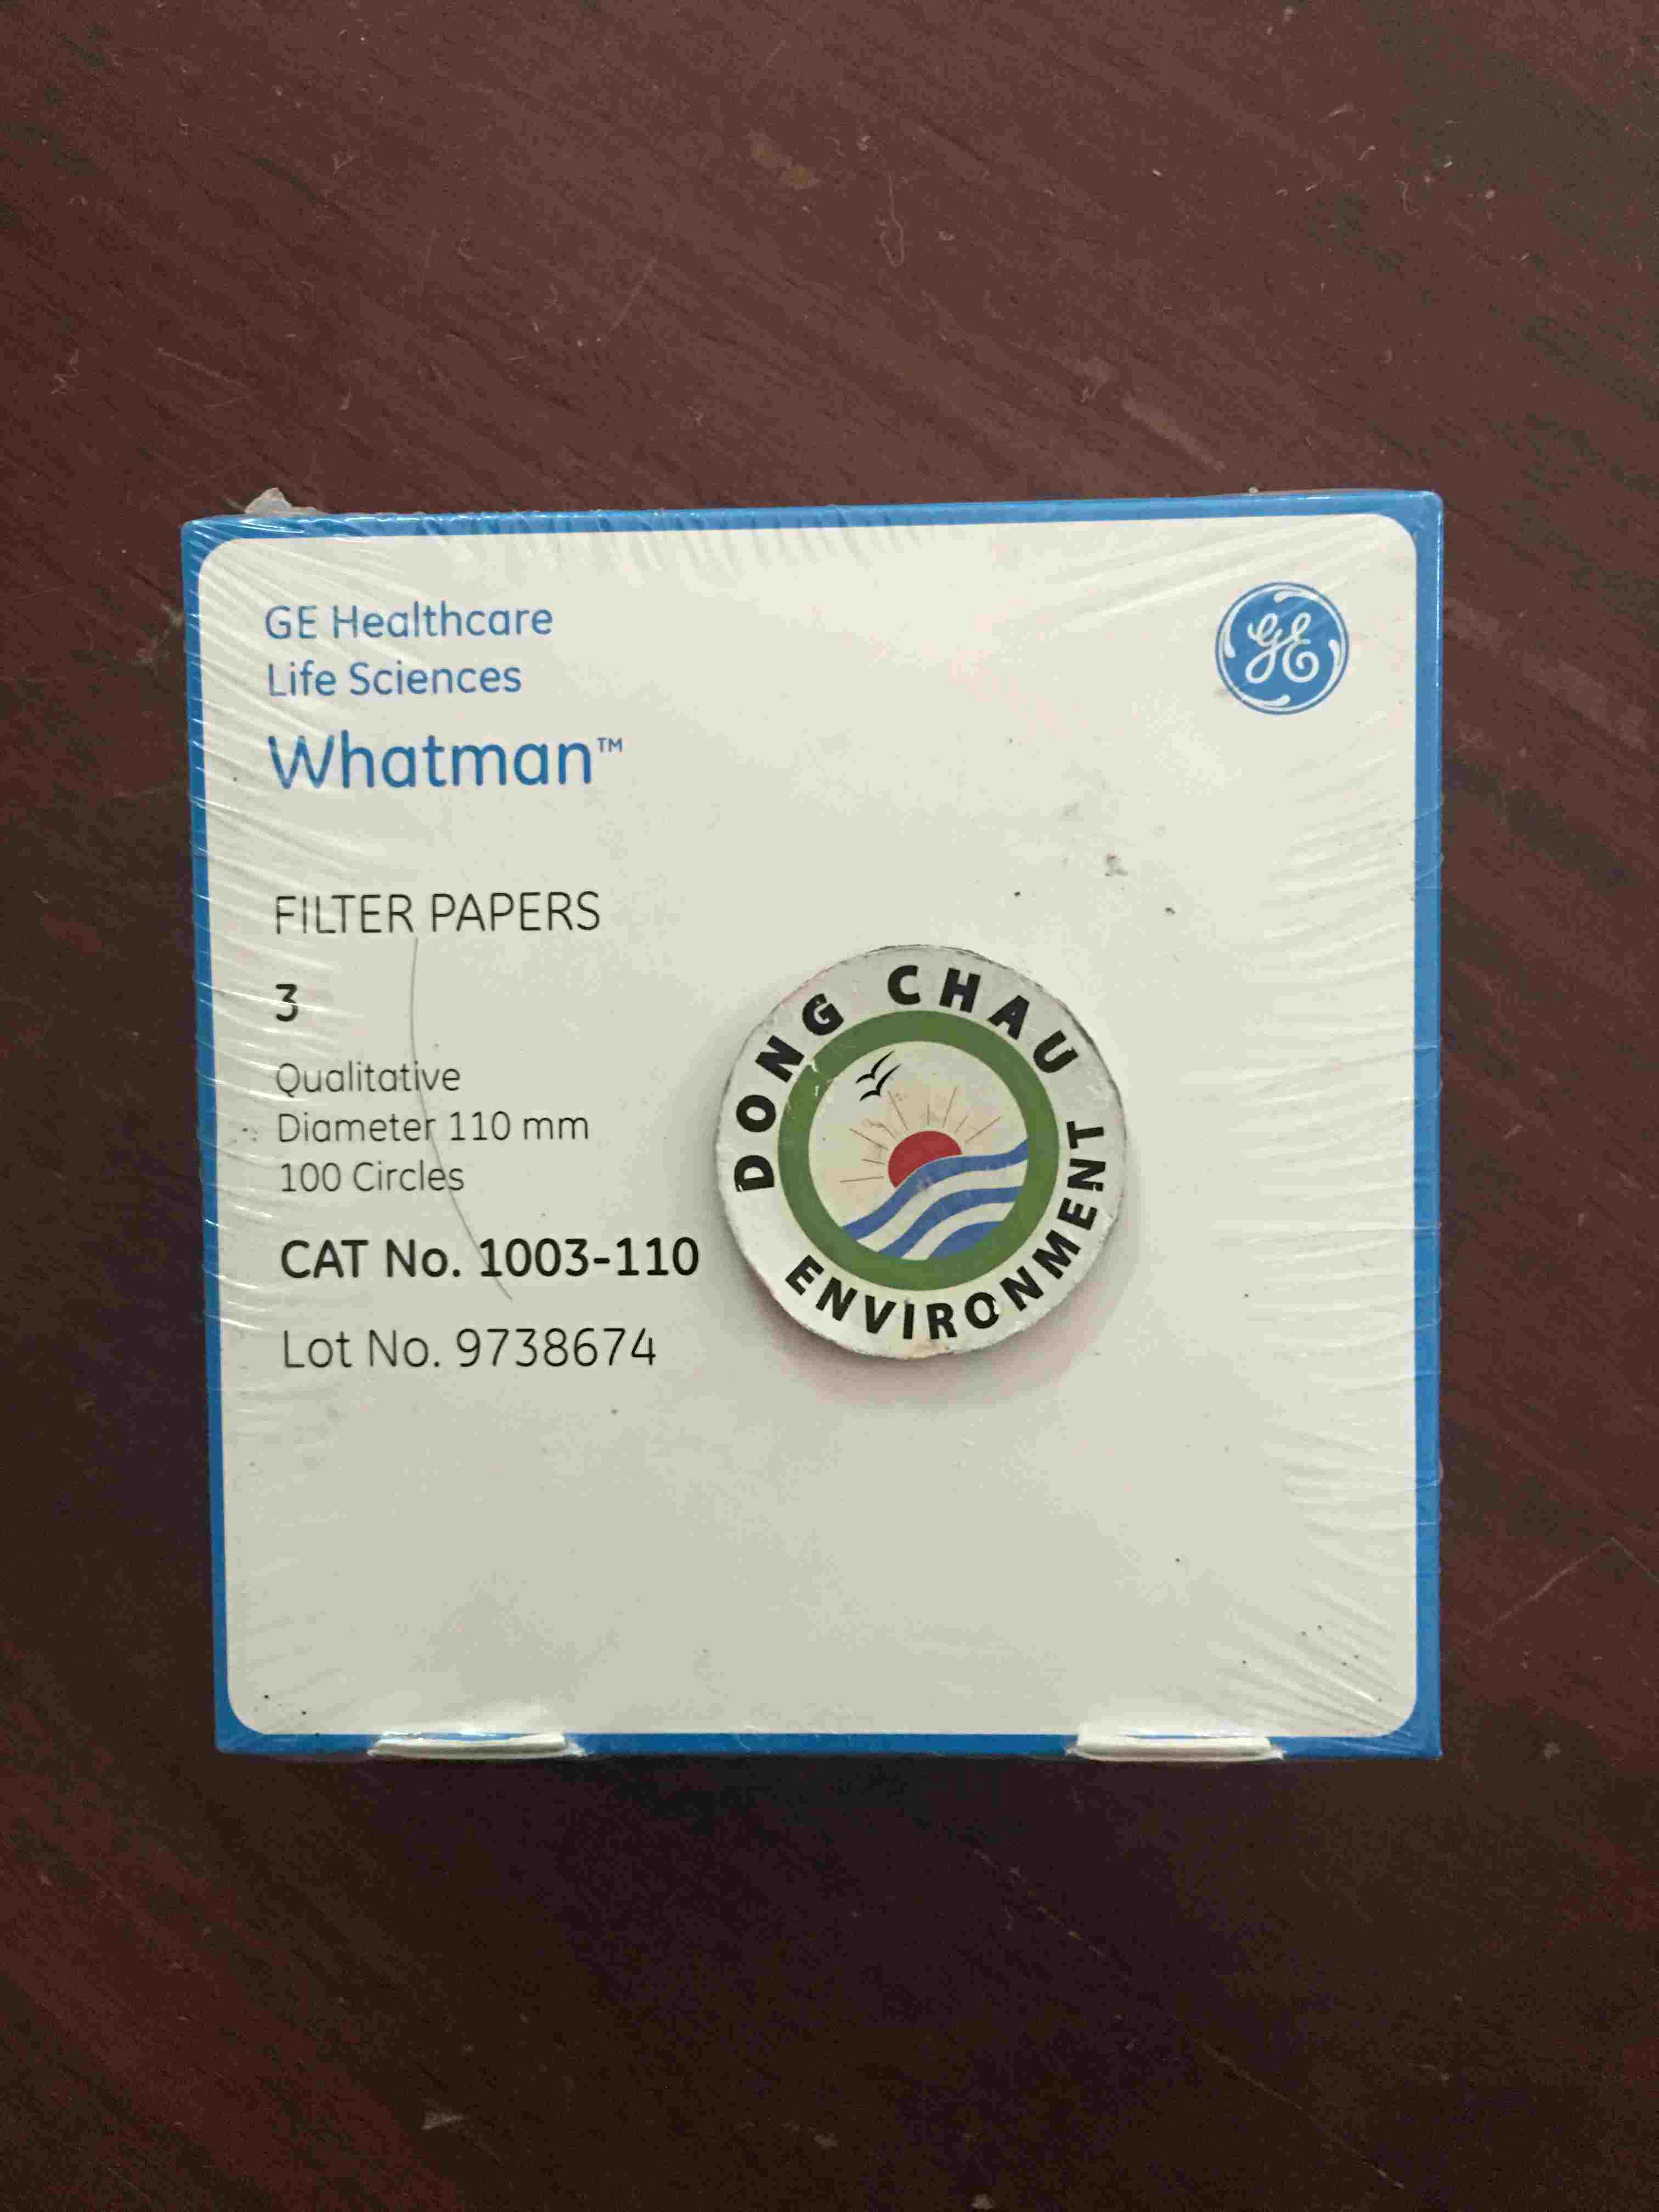 GE Healthcare
Life Sciences
Whatman™
GE
FILTER PAPERS
3
Qualitative
Diameter 110 mm
100 Circles
CAT No. 1003-110
Lot No. 9738674
DONG CHAU
ENVIRONMENT